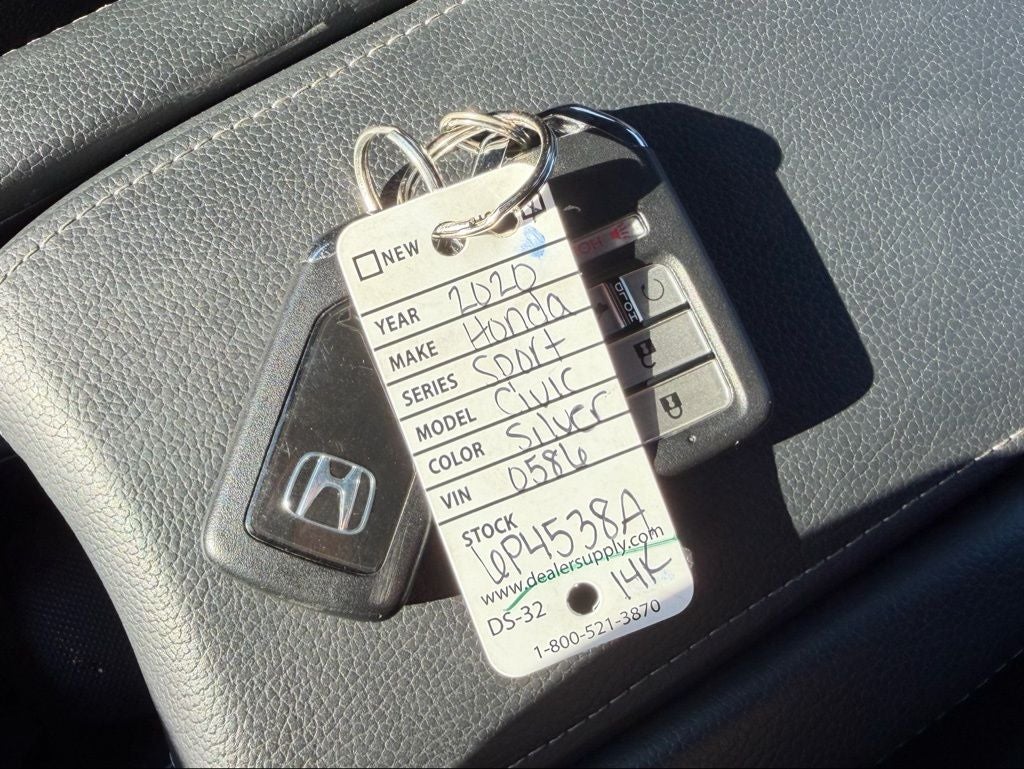 NEW
YEAR 2020
MAKE Honda
SERIES Sport
MODEL Civic
COLOR Silver
VIN 0586
STOCK
6P4538A
www.dealersupply.com
14K
DS-32
1-800-521-3870
HOLD